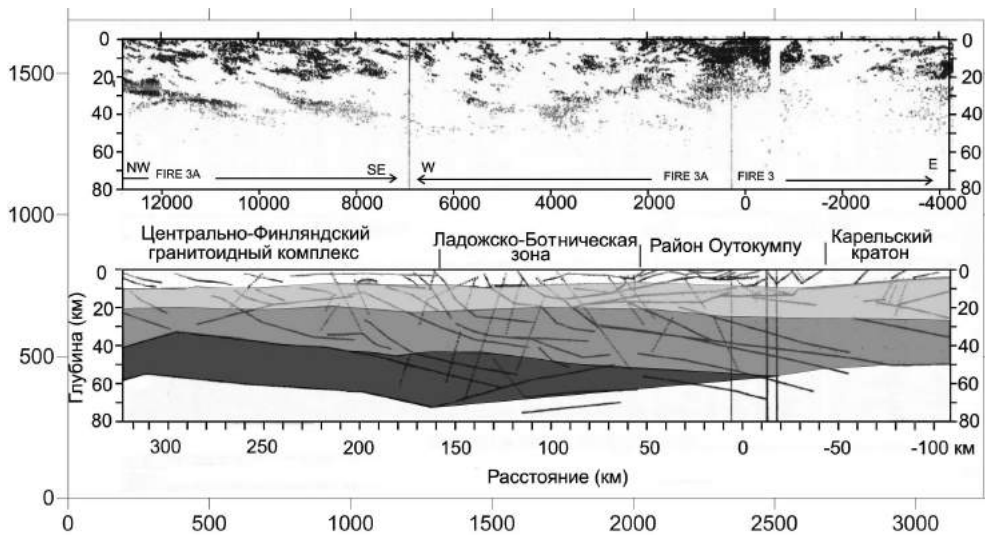 0 0
20 20
40 40
60 60
80 80
NW FIRE 3A SE W FIRE 3A FIRE 3 E
12000 10000 8000 6000 4000 2000 0 -2000 -4000
Центрально-Финляндский
гранитоидный комплекс
Ладожско-Ботническая
зона
Район Оутокумпу
Карельский
кратон
Глубина (км)
0 0
20 20
40 40
60 60
80 80
300 250 200 150 100 50 0 -50 -100 км
Расстояние (км)
1500
1000
500
0
0 500 1000 1500 2000 2500 3000